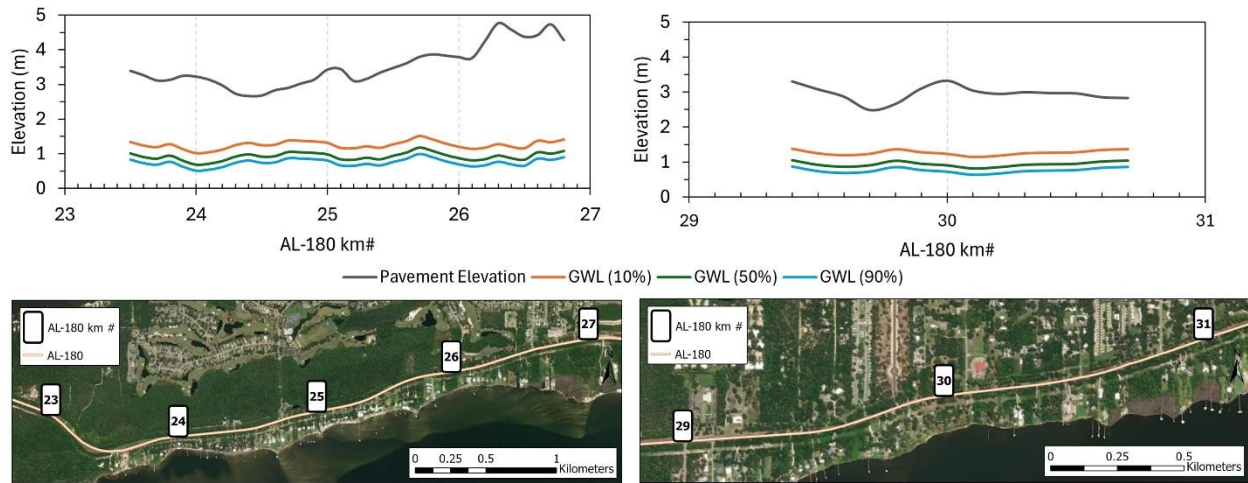 5
4
3
2
1
0
Elevation (m)
23
24
25
26
27
AL-180 km#
5
4
3
2
1
0
Elevation (m)
29
30
31
AL-180 km#
Pavement Elevation
GWL (10%)
GWL (50%)
GWL (90%)
AL-180 km #
AL-180
23
24
25
26
27
0 0.25 0.5 1
Kilometers
AL-180 km #
AL-180
29
30
31
0 0.25 0.5
Kilometers